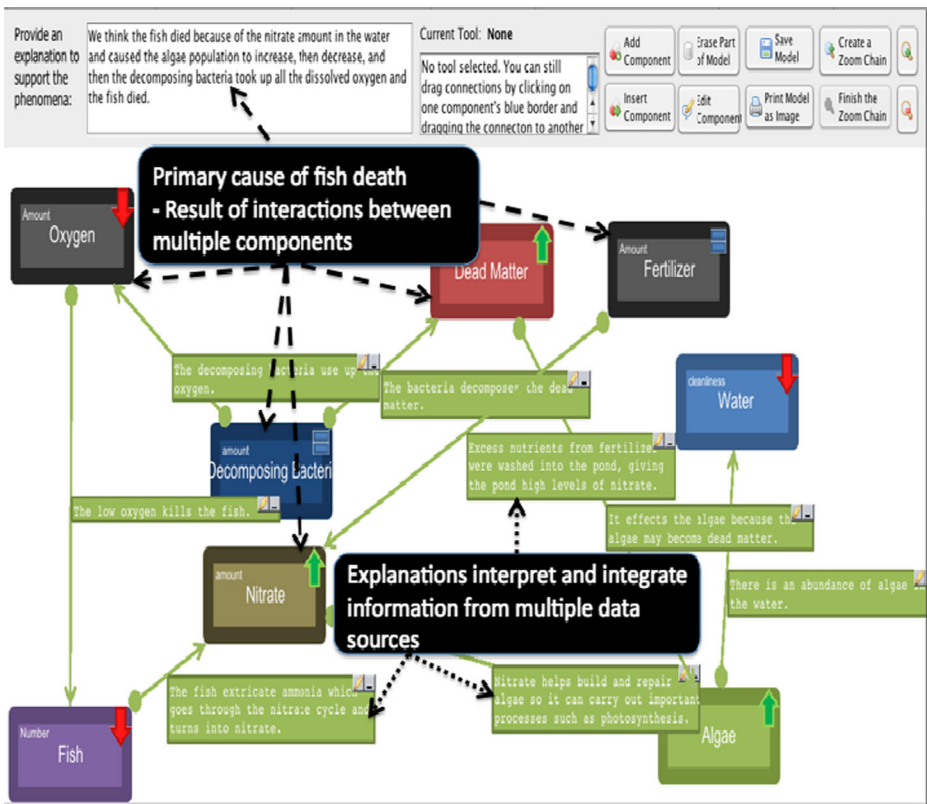 Provide an
explanation to
support the
phenomena:
We think the fish died because of the nitrate amount in the water
and caused the algae population to increase, then decrease, and
then the decomposing bacteria took up all the dissolved oxygen and
the fish died.
Current Tool: None
No tool selected. You can still
drag connections by clicking on
one component's blue border and
dragging the connecton to another
Add
Component
Erase Part
of Model
Save
Model
Create a
Zoom Chain
Insert
Component
Edit
Component
Print Model
as Image
Finish the
Zoom Chain
Primary cause of fish death
- Result of interactions between
multiple components
Amount
Oxygen
Dead Matter
Amount
Fertilizer
The decomposing bacteria use up the
oxygen.
The bacteria decompose the dead
matter.
cleanliness
Water
amount
Decomposing Bacteri
Excess nutrients from fertilizer
were washed into the pond, giving
the pond high levels of nitrate.
The low oxygen kills the fish.
It effects the algae because the
algae may become dead matter.
amount
Nitrate
Explanations interpret and integrate
information from multiple data
sources
There is an abundance of algae in
the water.
The fish extricate ammonia which
goes through the nitrate cycle and
turns into nitrate.
Nitrate helps build and repair
algae so it can carry out important
processes such as photosynthesis.
Number
Fish
Algae